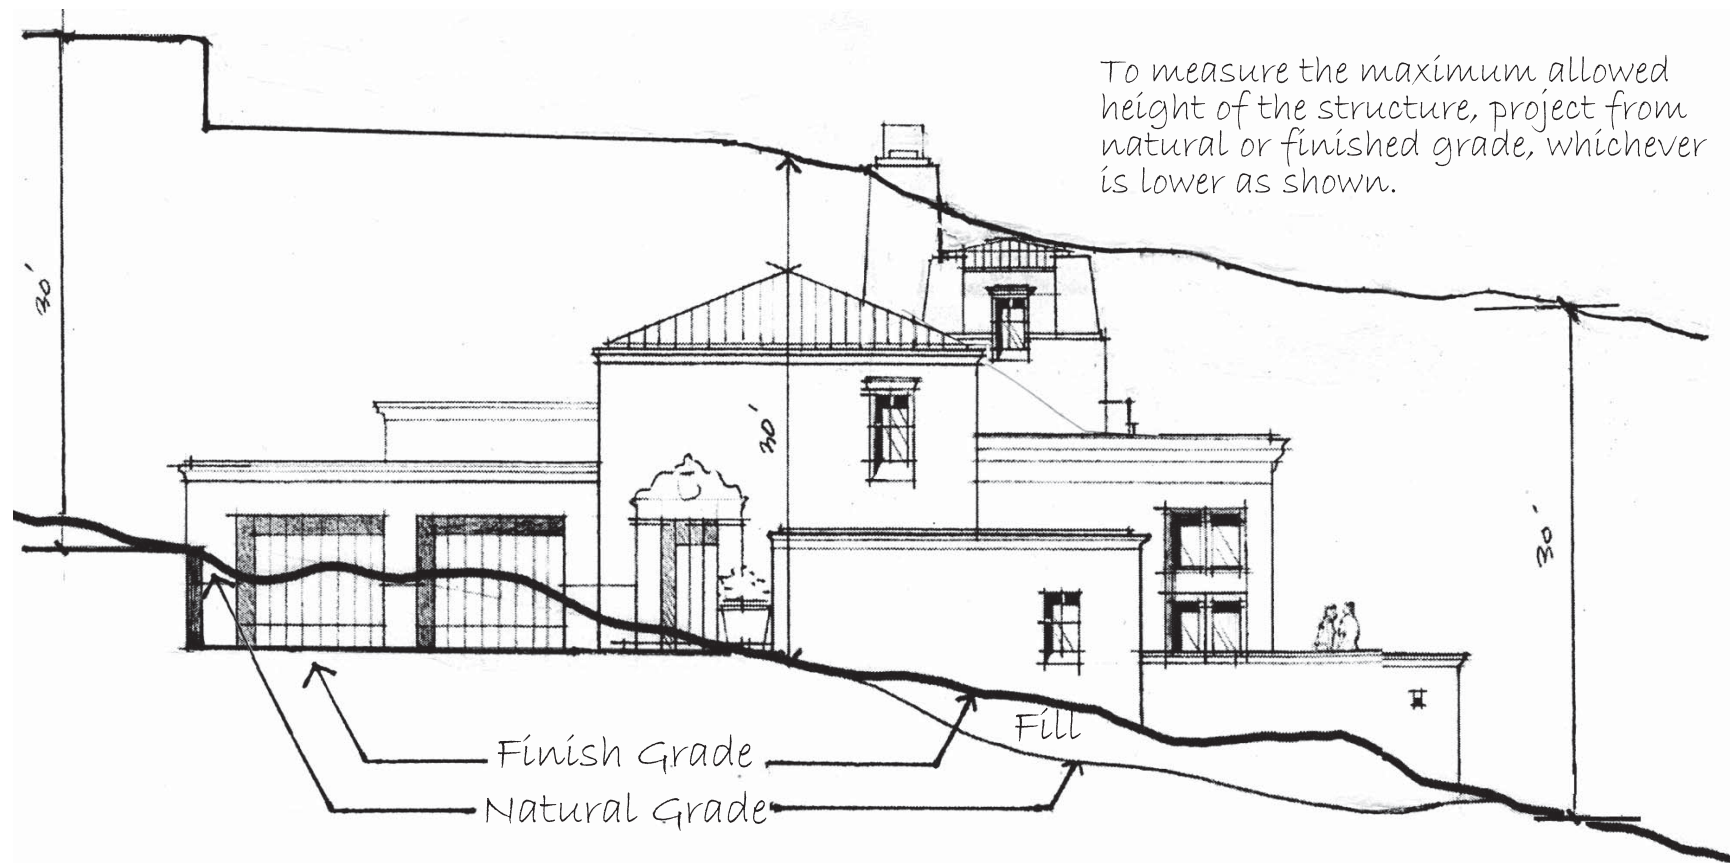 To measure the maximum allowed
height of the structure, project from
natural or finished grade, whichever
is lower as shown.
30'
30'
30'
Fill
Finish Grade
Natural Grade